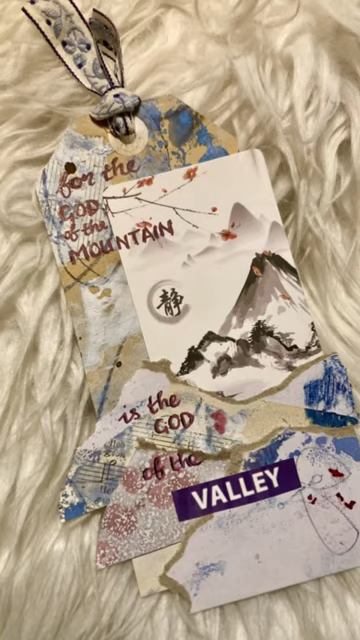 for the
GOD
of the
MOUNTAIN
静
is the
GOD
of the
VALLEY